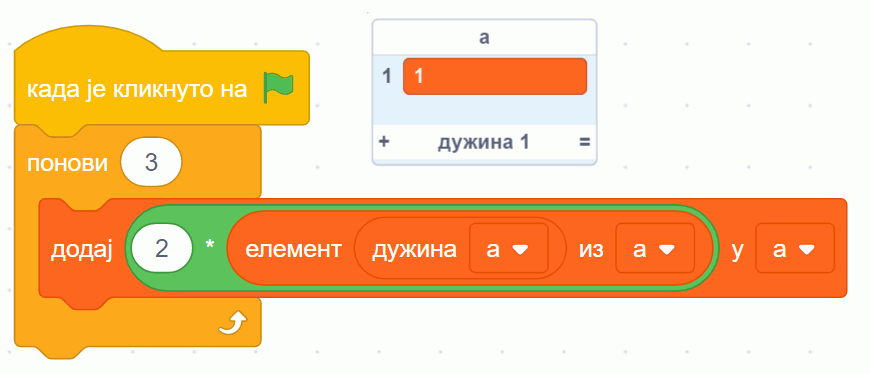 када је кликнуто на
понови 3
додај 2 * елемент дужина a из a у a
a
1 1
+ дужина 1 =